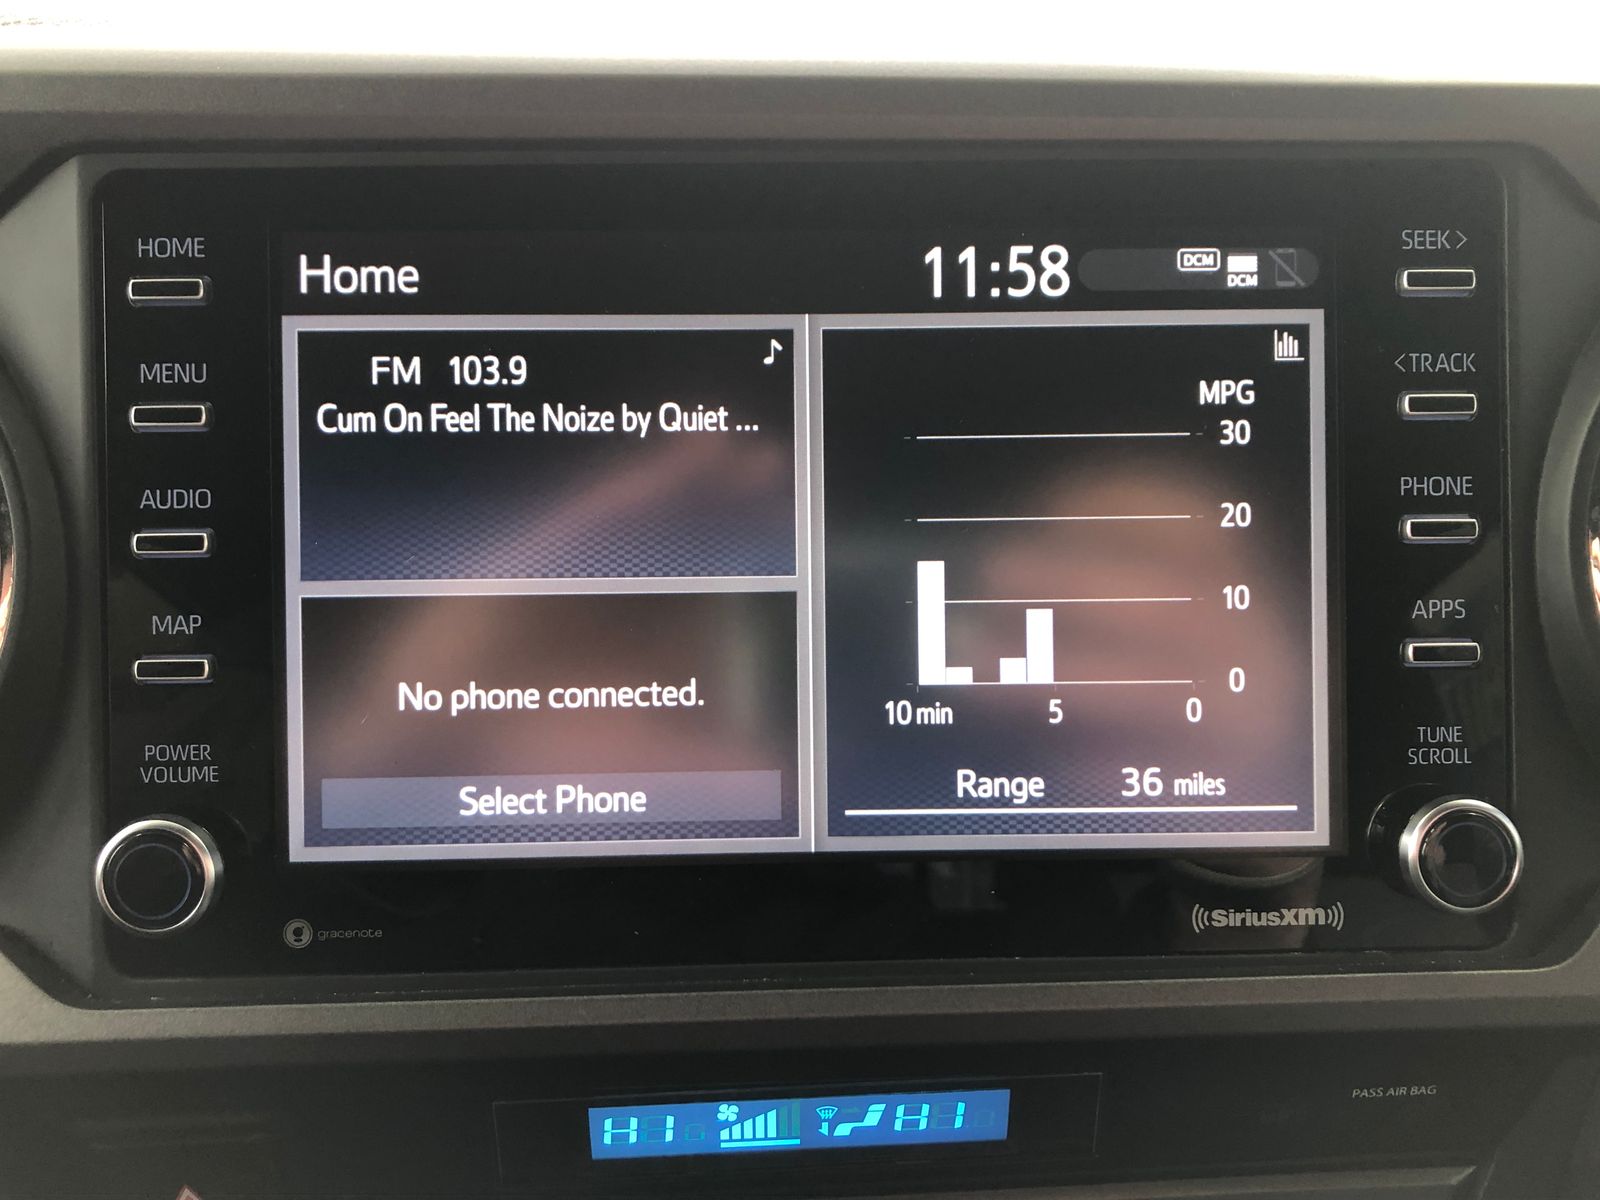 HOME
MENU
AUDIO
MAP
POWER
VOLUME
Home
11:58
DCM
DCM
FM 103.9
Cum On Feel The Noize by Quiet ...
No phone connected.
Select Phone
MPG
30
20
10
0
10 min 5 0
Range 36 miles
SEEK >
< TRACK
PHONE
APPS
TUNE
SCROLL
gracenote
((SiriusXM))
PASS AIR BAG
HI HI